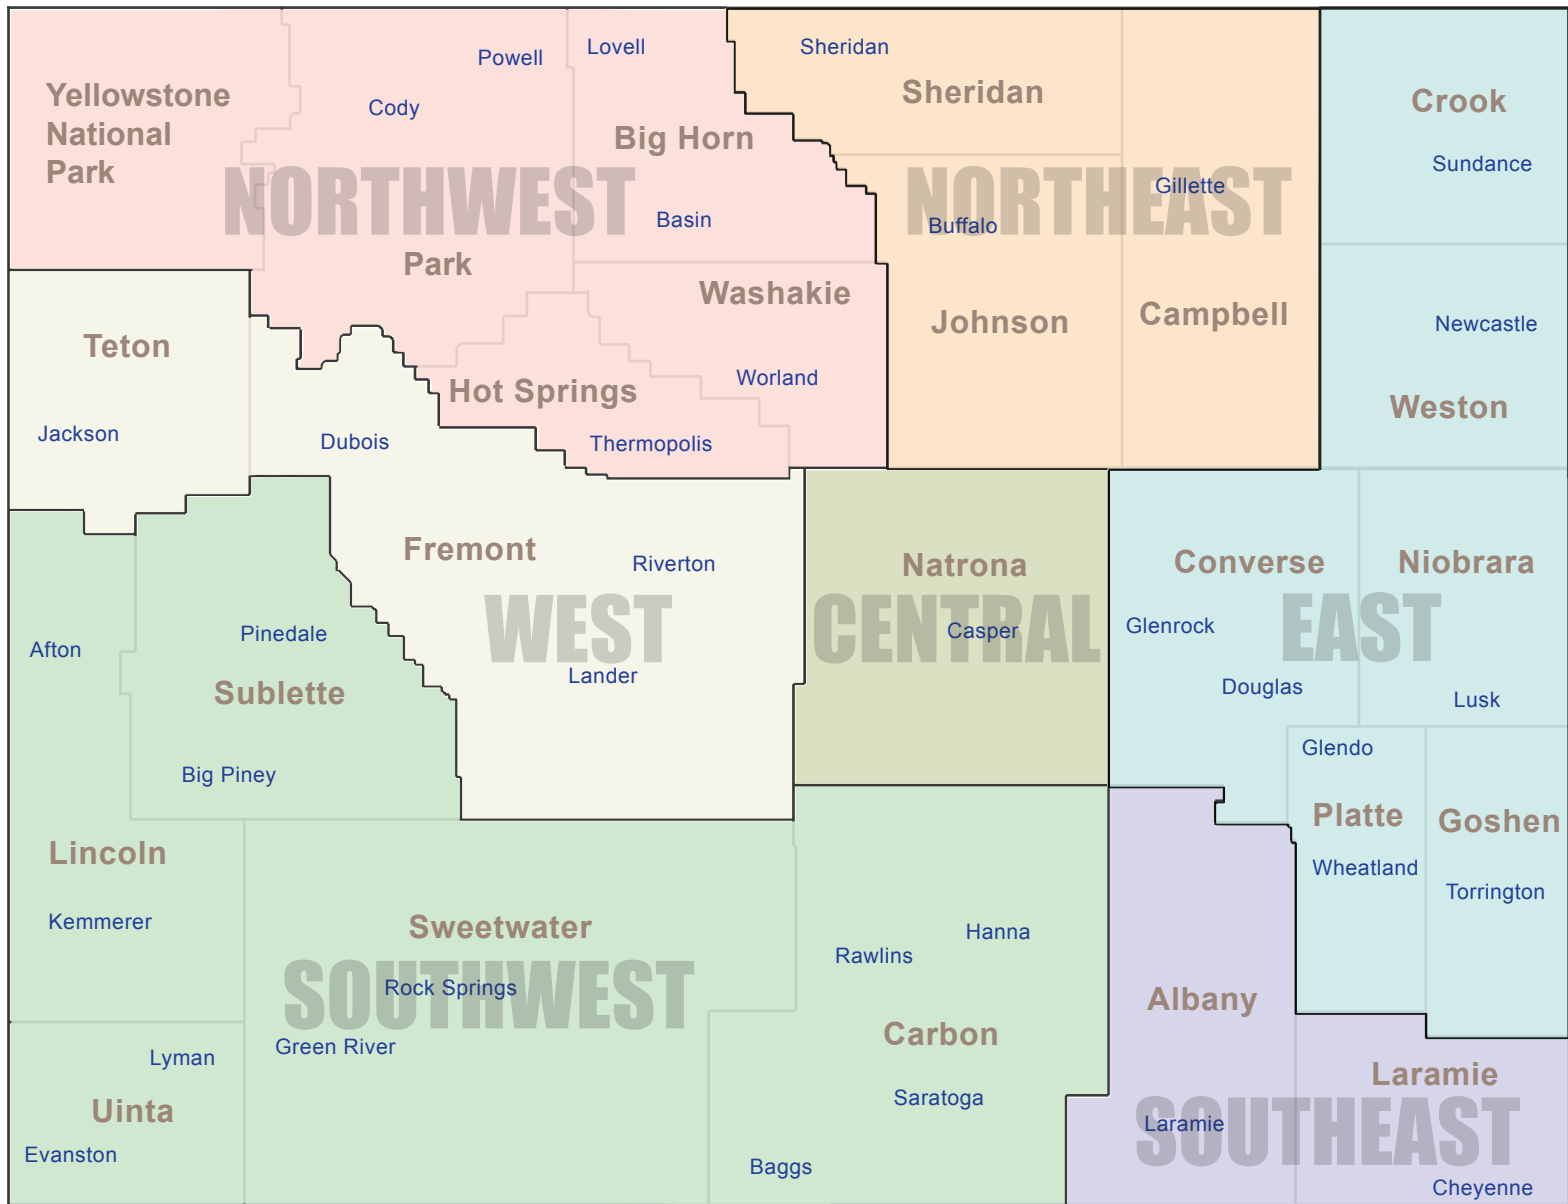 Yellowstone
National
Park
Powell
Cody
Lovell
Big Horn
Basin
NORTHWEST
Park
Washakie
Worland
Hot Springs
Thermopolis
Sheridan
Sheridan
NORTHEAST
Gillette
Buffalo
Johnson
Campbell
Crook
Sundance
Newcastle
Weston
Teton
Jackson
Dubois
Fremont
Riverton
WEST
Lander
Natrona
CENTRAL
Casper
Converse
Niobrara
Glenrock
EAST
Douglas
Lusk
Glendo
Platte
Goshen
Wheatland
Torrington
Afton
Pinedale
Sublette
Big Piney
Lincoln
Kemmerer
Sweetwater
SOUTHWEST
Rock Springs
Green River
Lyman
Uinta
Evanston
Hanna
Rawlins
Carbon
Saratoga
Baggs
Albany
Laramie
SOUTHEAST
Laramie
Cheyenne